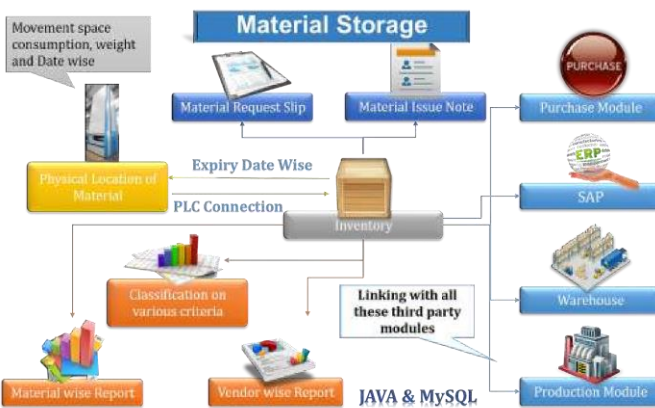 Material Storage
Movement space
consumption, weight
and Date wise
PURCHASE
Material Request Slip
Material Issue Note
Purchase Module
Expiry Date Wise
ERP
Physical Location of
Material
PLC Connection
SAP
Inventory
Classification on
various criteria
Linking with all
these third party
modules
Warehouse
Material wise Report
Vendor wise Report
JAVA & MySQL
Production Module